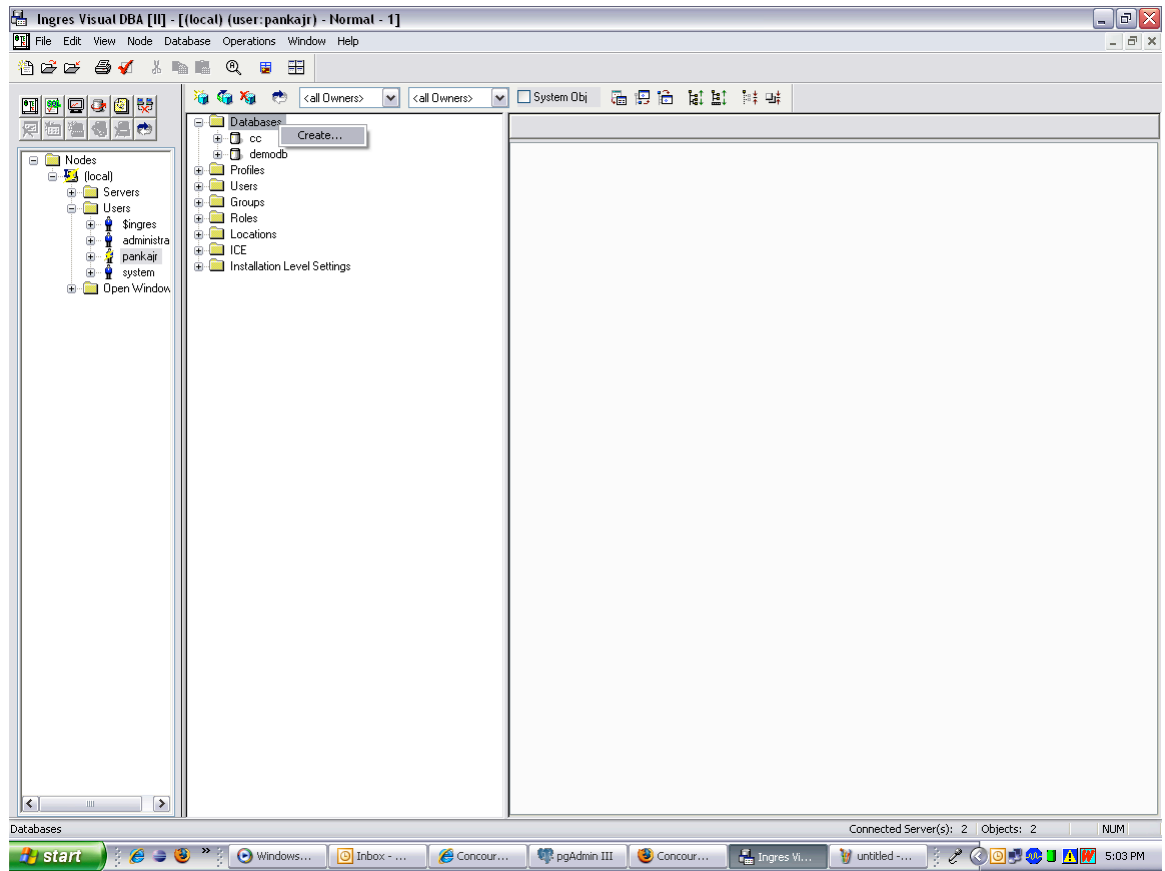 Ingres Visual DBA [II] - [(local) (user:pankajr) - Normal - 1]
File Edit View Node Database Operations Window Help
<all Owners> <all Owners> System Obj
Nodes
(local)
Servers
Users
$ingres
administra
pankajr
system
Open Window
Databases
Create...
cc
demodb
Profiles
Users
Groups
Roles
Locations
ICE
Installation Level Settings
Databases
Connected Server(s): 2 Objects: 2 NUM
start
Windows... Inbox - ... Concour... pgAdmin III Concour... Ingres Vi... untitled -... 5:03 PM